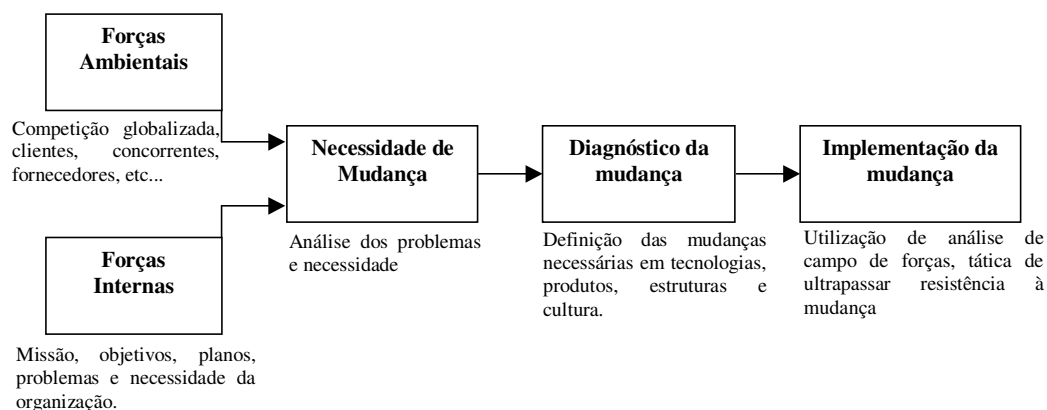 Forças
Ambientais
Competição globalizada,
clientes, concorrentes,
fornecedores, etc...
Forças
Internas
Missão, objetivos, planos,
problemas e necessidade da
organização.
Necessidade de
Mudança
Análise dos problemas
e necessidade
Diagnóstico da
mudança
Definição das mudanças
necessárias em tecnologias,
produtos, estruturas e
cultura.
Implementação da
mudança
Utilização de análise de
campo de forças, tática de
ultrapassar resistência à
mudança